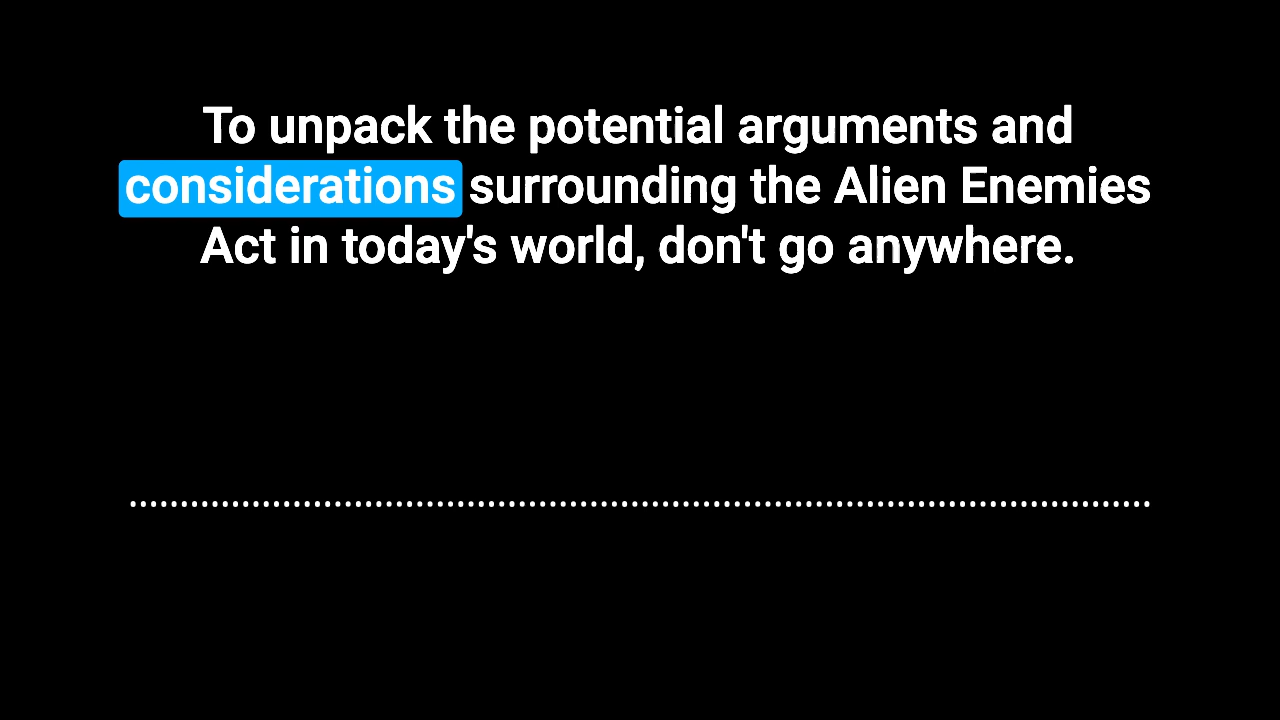 To unpack the potential arguments and
considerations surrounding the Alien Enemies
Act in today's world, don't go anywhere.